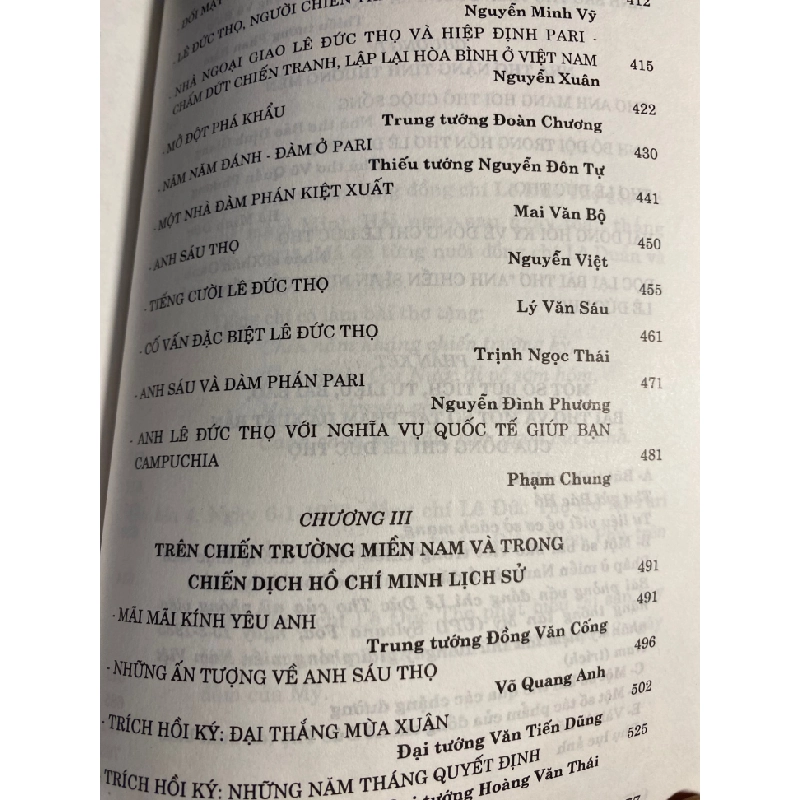 - ĐỐI MẶT
412
- LÊ ĐỨC THỌ, NGƯỜI CHIẾN
Nguyễn Minh Vỹ
- NHÀ NGOẠI GIAO LÊ ĐỨC THỌ VÀ HIỆP ĐỊNH PARI -
CHẤM DỨT CHIẾN TRANH, LẬP LẠI HÒA BÌNH Ở VIỆT NAM 415
Nguyễn Xuân
- MỞ ĐỘT PHÁ KHẨU 422
Trung tướng Đoàn Chương
- NĂM NĂM ĐÁNH - ĐÀM Ở PARI 430
Thiếu tướng Nguyễn Đôn Tự
- MỘT NHÀ ĐÀM PHÁN KIỆT XUẤT 441
Mai Văn Bộ
- ANH SÁU THỌ 450
Nguyễn Việt
- TIẾNG CƯỜI LÊ ĐỨC THỌ 455
Lý Văn Sáu
- CỐ VẤN ĐẶC BIỆT LÊ ĐỨC THỌ 461
Trịnh Ngọc Thái
- ANH SÁU VÀ ĐÀM PHÁN PARI 471
Nguyễn Đình Phương
- ANH LÊ ĐỨC THỌ VỚI NGHĨA VỤ QUỐC TẾ GIÚP BẠN
CAMPUCHIA 481
Phạm Chung
CHƯƠNG III
TRÊN CHIẾN TRƯỜNG MIỀN NAM VÀ TRONG
CHIẾN DỊCH HỒ CHÍ MINH LỊCH SỬ 491
- MÃI MÃI KÍNH YÊU ANH 491
Trung tướng Đồng Văn Cống
- NHỮNG ẤN TƯỢNG VỀ ANH SÁU THỌ 496
Võ Quang Anh
- TRÍCH HỒI KÝ: ĐẠI THẮNG MÙA XUÂN 502
Đại tướng Văn Tiến Dũng
TRÍCH HỒI KÝ: NHỮNG NĂM THÁNG QUYẾT ĐỊNH 525
tướng Hoàng Văn Thái